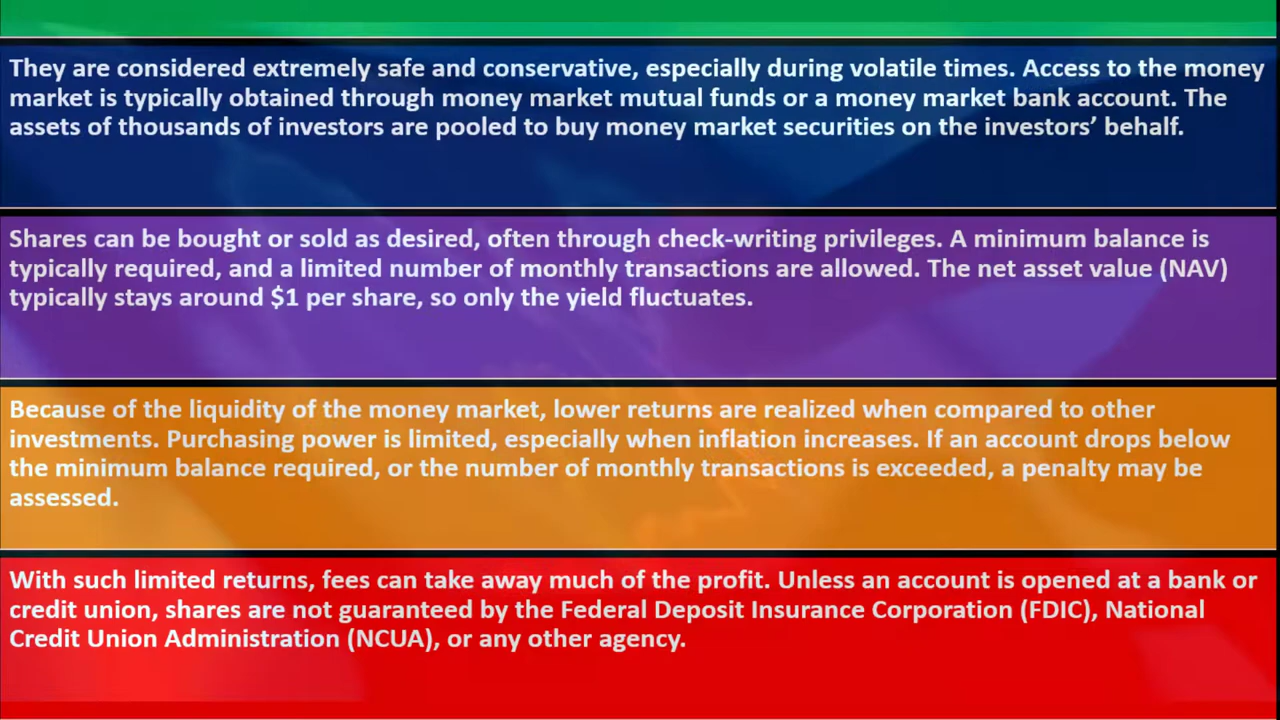 They are considered extremely safe and conservative, especially during volatile times. Access to the money
market is typically obtained through money market mutual funds or a money market bank account. The
assets of thousands of investors are pooled to buy money market securities on the investors’ behalf.
Shares can be bought or sold as desired, often through check-writing privileges. A minimum balance is
typically required, and a limited number of monthly transactions are allowed. The net asset value (NAV)
typically stays around $1 per share, so only the yield fluctuates.
Because of the liquidity of the money market, lower returns are realized when compared to other
investments. Purchasing power is limited, especially when inflation increases. If an account drops below
the minimum balance required, or the number of monthly transactions is exceeded, a penalty may be
assessed.
With such limited returns, fees can take away much of the profit. Unless an account is opened at a bank or
credit union, shares are not guaranteed by the Federal Deposit Insurance Corporation (FDIC), National
Credit Union Administration (NCUA), or any other agency.